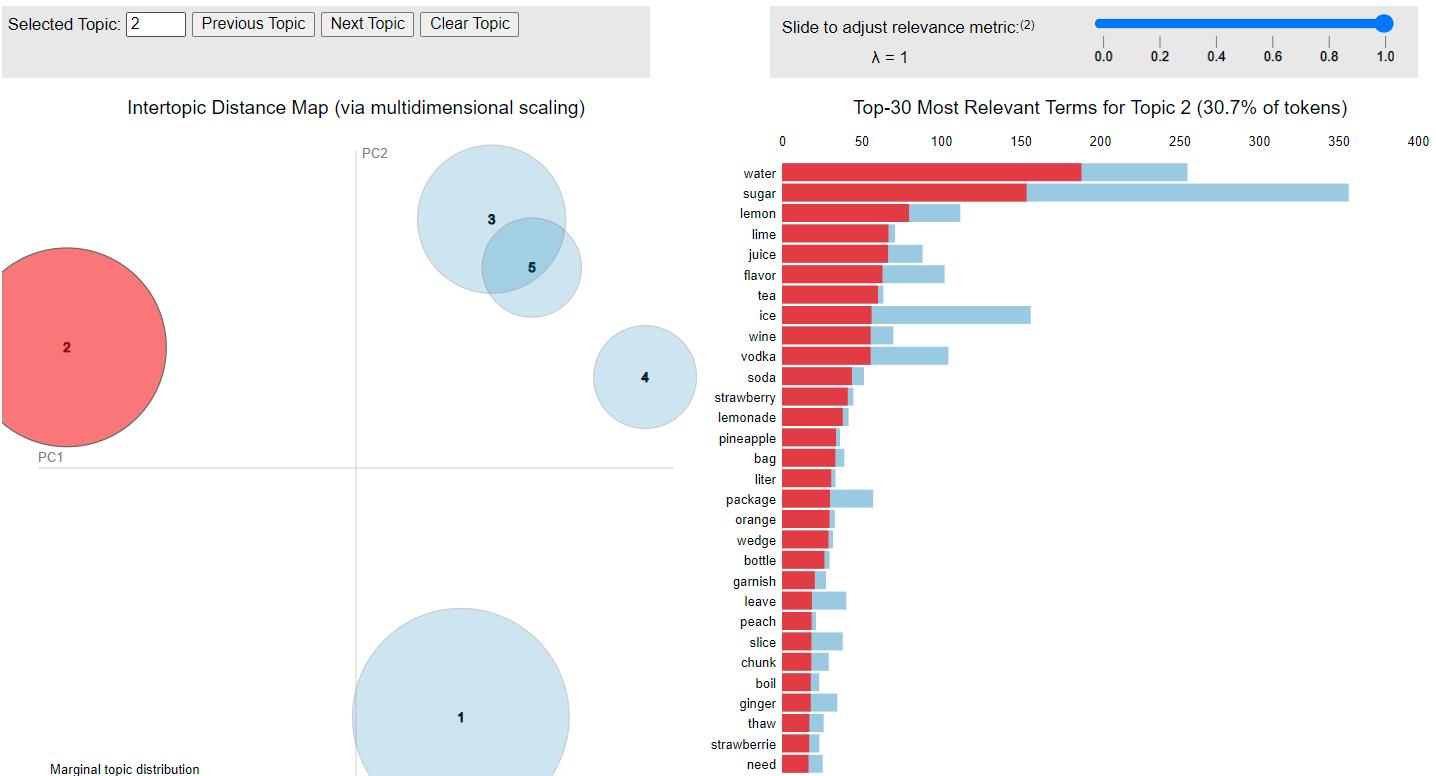 Selected Topic: 2 Previous Topic Next Topic Clear Topic
Slide to adjust relevance metric:(2)
λ = 1
0.0 0.2 0.4 0.6 0.8 1.0
Intertopic Distance Map (via multidimensional scaling)
PC2
3
5
2
4
PC1
1
Marginal topic distribution
Top-30 Most Relevant Terms for Topic 2 (30.7% of tokens)
0 50 100 150 200 250 300 350 400
water
sugar
lemon
lime
juice
flavor
tea
ice
wine
vodka
soda
strawberry
lemonade
pineapple
bag
liter
package
orange
wedge
bottle
garnish
leave
peach
slice
chunk
boil
ginger
thaw
strawberrie
need